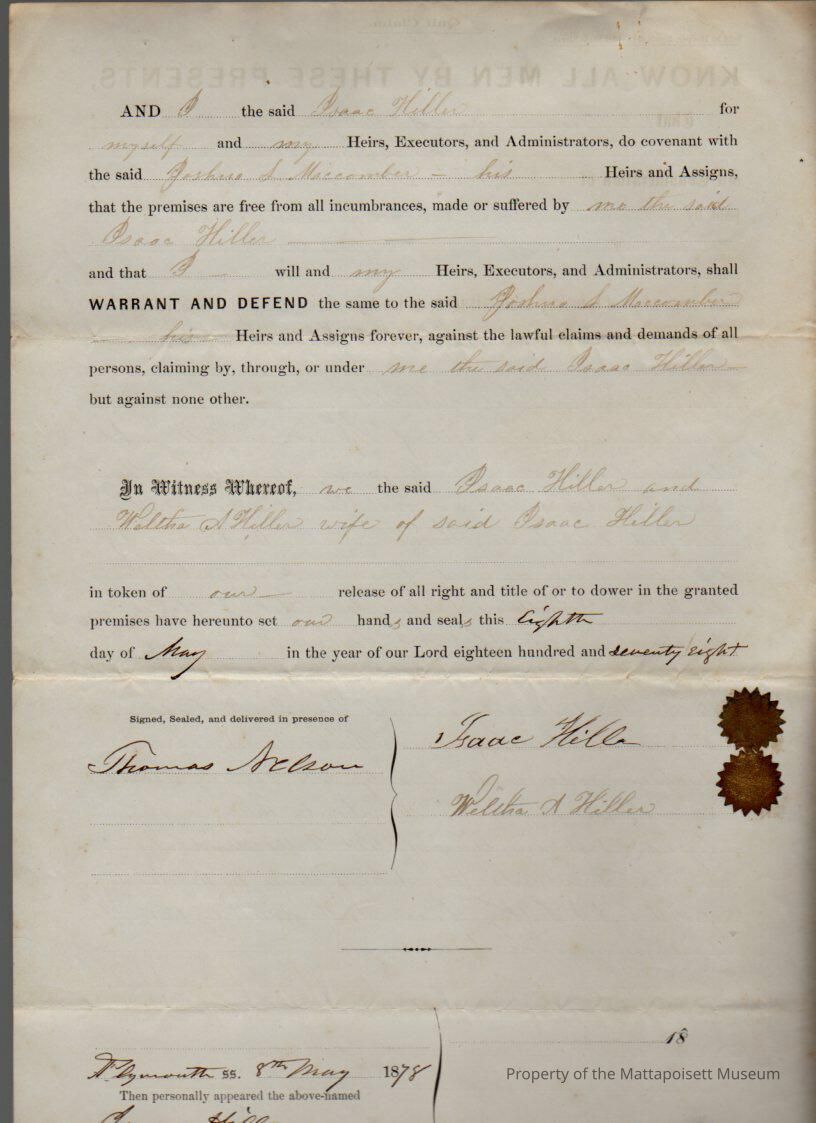 AND I the said Isaac Hiller for
myself and my Heirs, Executors, and Administrators, do covenant with
the said Joshua L Maccomber – his Heirs and Assigns,
that the premises are free from all incumbrances, made or suffered by me the said
Isaac Hiller
and that I will and my Heirs, Executors, and Administrators, shall
WARRANT AND DEFEND the same to the said Joshua L Maccomber
his Heirs and Assigns forever, against the lawful claims and demands of all
persons, claiming by, through, or under me the said Isaac Hiller
but against none other.
In Witness Whereof, we the said Isaac Hiller and
Weltha A Hiller wife of said Isaac Hiller
in token of our release of all right and title of or to dower in the granted
premises have hereunto set our hands and seals this Eighth
day of May in the year of our Lord eighteen hundred and seventy eight
Signed, Sealed, and delivered in presence of
Isaac Hiller
Thomas Nelson
Weltha A Hiller
18
Plymouth ss. 8th May 1878
Property of the Mattapoisett Museum
Then personally appeared the above-named